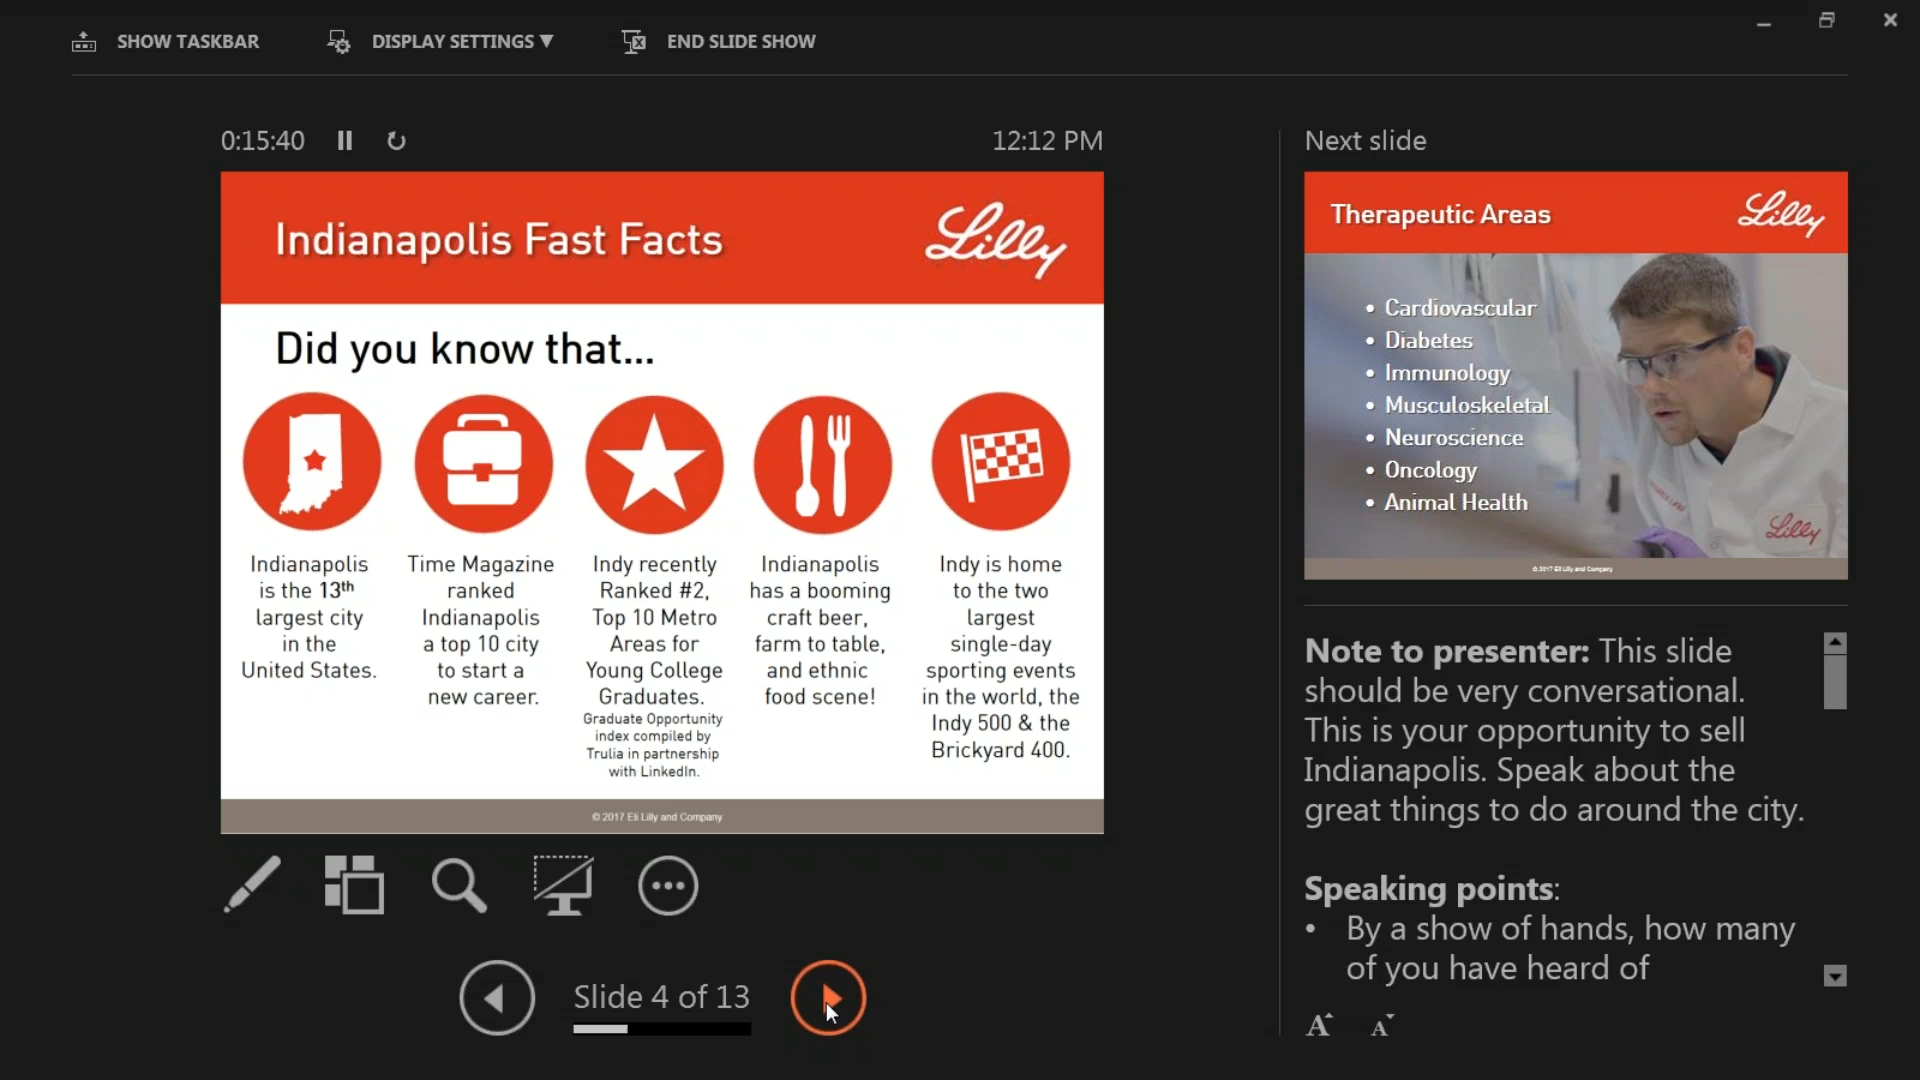 SHOW TASKBAR
DISPLAY SETTINGS ▼
END SLIDE SHOW
0:15:40
12:12 PM
Indianapolis Fast Facts
Lilly
Did you know that...
Indianapolis
is the 13th
largest city
in the
United States.
Time Magazine
ranked
Indianapolis
a top 10 city
to start a
new career.
Indy recently
Ranked #2,
Top 10 Metro
Areas for
Young College
Graduates.
Graduate Opportunity
index compiled by
Trulia in partnership
with LinkedIn.
Indianapolis
has a booming
craft beer,
farm to table,
and ethnic
food scene!
Indy is home
to the two
largest
single-day
sporting events
in the world, the
Indy 500 & the
Brickyard 400.
© 2017 Eli Lilly and Company
Slide 4 of 13
Next slide
Therapeutic Areas
Lilly
• Cardiovascular
• Diabetes
• Immunology
• Musculoskeletal
• Neuroscience
• Oncology
• Animal Health
Lilly
© 2017 Eli Lilly and Company
Note to presenter: This slide
should be very conversational.
This is your opportunity to sell
Indianapolis. Speak about the
great things to do around the city.
Speaking points:
• By a show of hands, how many
of you have heard of
A A